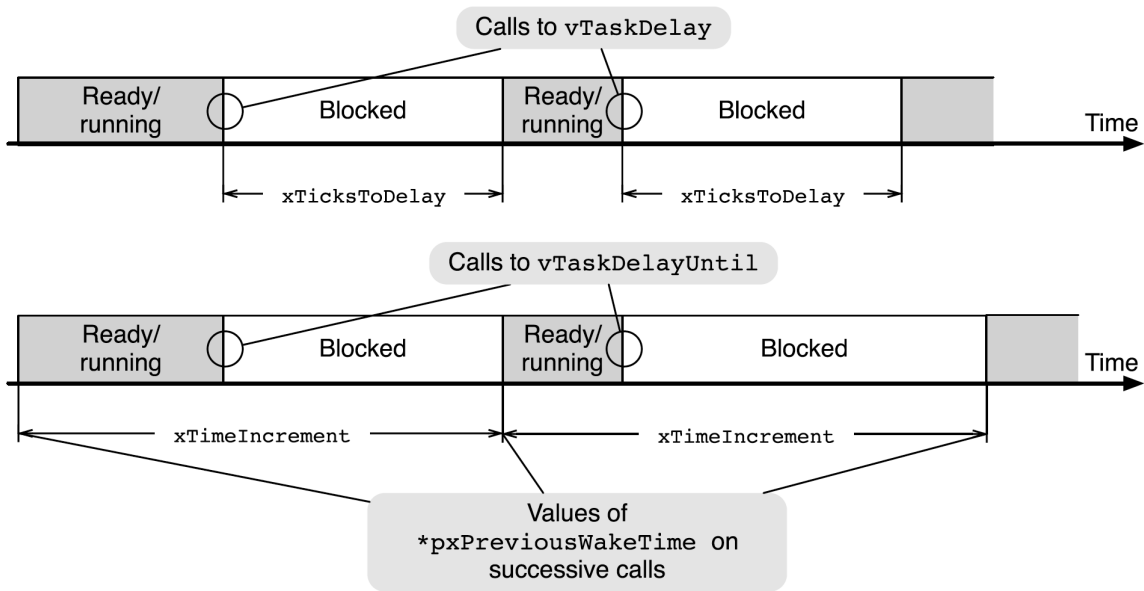 Calls to vTaskDelay
Ready/
running
Blocked
Ready/
running
Blocked
Time
xTicksToDelay
xTicksToDelay
Calls to vTaskDelayUntil
Ready/
running
Blocked
Ready/
running
Blocked
Time
xTimeIncrement
xTimeIncrement
Values of
*pxPreviousWakeTime on
successive calls